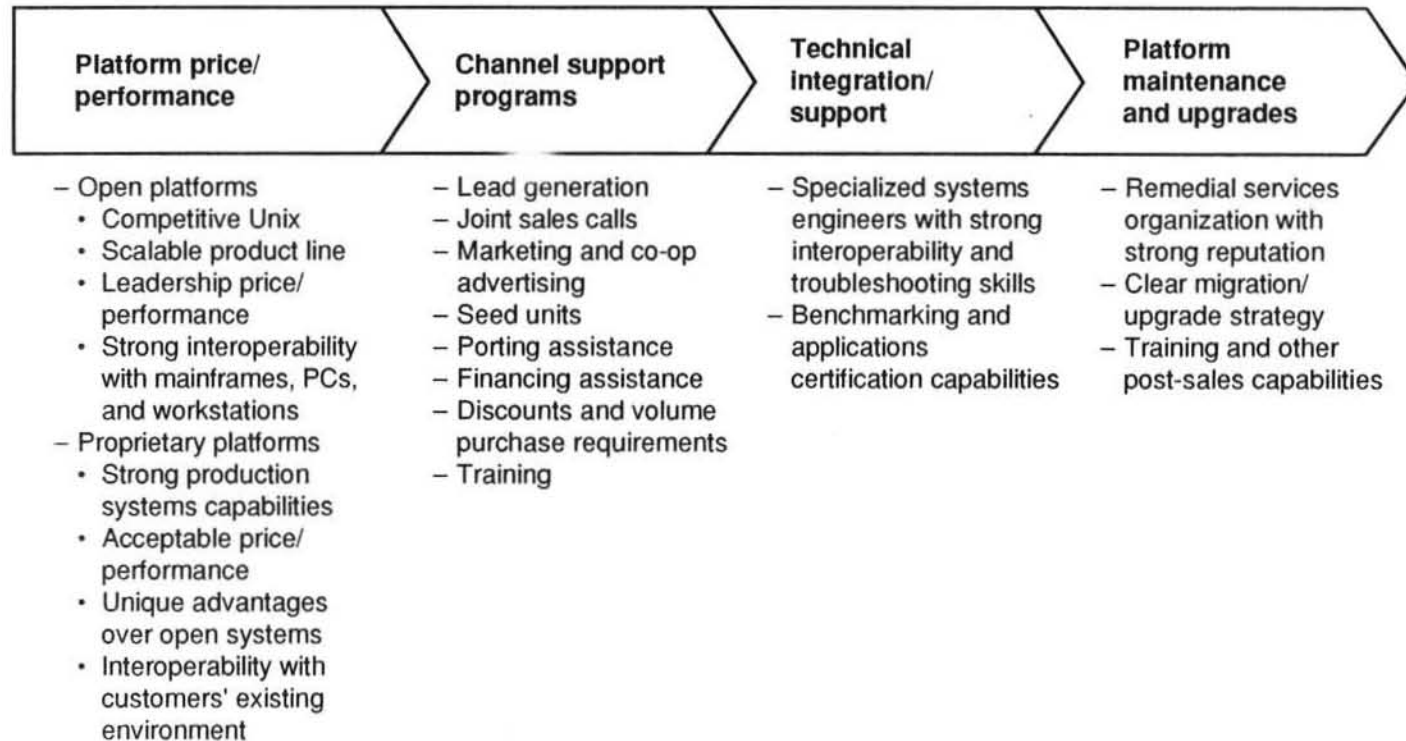 Platform price/
performance
Channel support
programs
Technical
integration/
support
Platform
maintenance
and upgrades
– Open platforms
• Competitive Unix
• Scalable product line
• Leadership price/
performance
• Strong interoperability
with mainframes, PCs,
and workstations
– Proprietary platforms
• Strong production
systems capabilities
• Acceptable price/
performance
• Unique advantages
over open systems
• Interoperability with
customers' existing
environment
– Lead generation
– Joint sales calls
– Marketing and co-op
advertising
– Seed units
– Porting assistance
– Financing assistance
– Discounts and volume
purchase requirements
– Training
– Specialized systems
engineers with strong
interoperability and
troubleshooting skills
– Benchmarking and
applications
certification capabilities
– Remedial services
organization with
strong reputation
– Clear migration/
upgrade strategy
– Training and other
post-sales capabilities